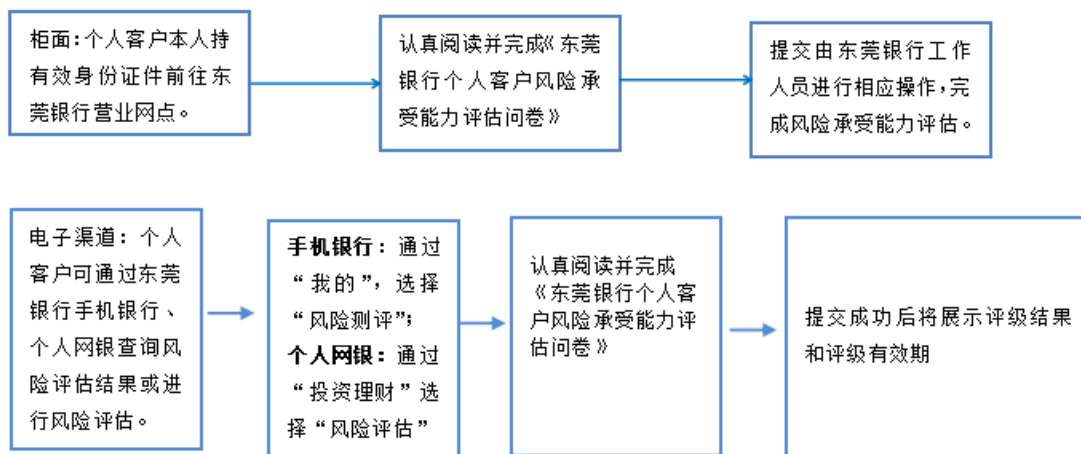 柜面:个人客户本人持
有效身份证件前往东
莞银行营业网点。
认真阅读并完成《东莞
银行个人客户风险承
受能力评估问卷》
提交由东莞银行工作
人员进行相应操作,完
成风险承受能力评估。
电子渠道：个人
客户可通过东莞
银行手机银行、
个人网银查询风
险评估结果或进
行风险评估。
手机银行：通过
“我的”，选择
“风险测评”；
个人网银：通过
“投资理财”选
择“风险评估”
认真阅读并完成
《东莞银行个人客
户风险承受能力评
估问卷》
提交成功后将展示评级结果
和评级有效期